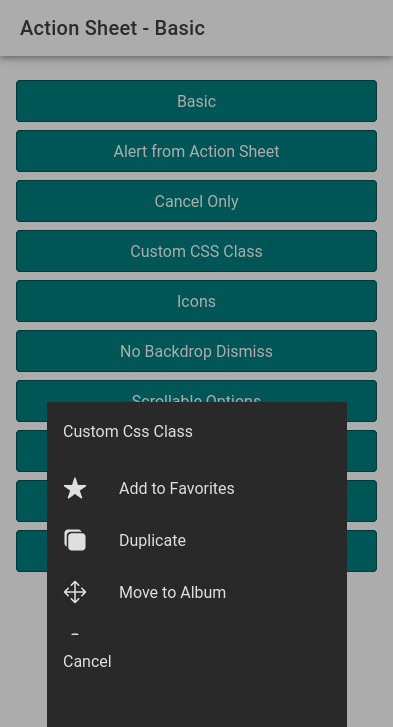 Action Sheet - Basic
Basic
Alert from Action Sheet
Cancel Only
Custom CSS Class
Icons
No Backdrop Dismiss
Scrollable Options
Custom Css Class
Add to Favorites
Duplicate
Move to Album
Cancel